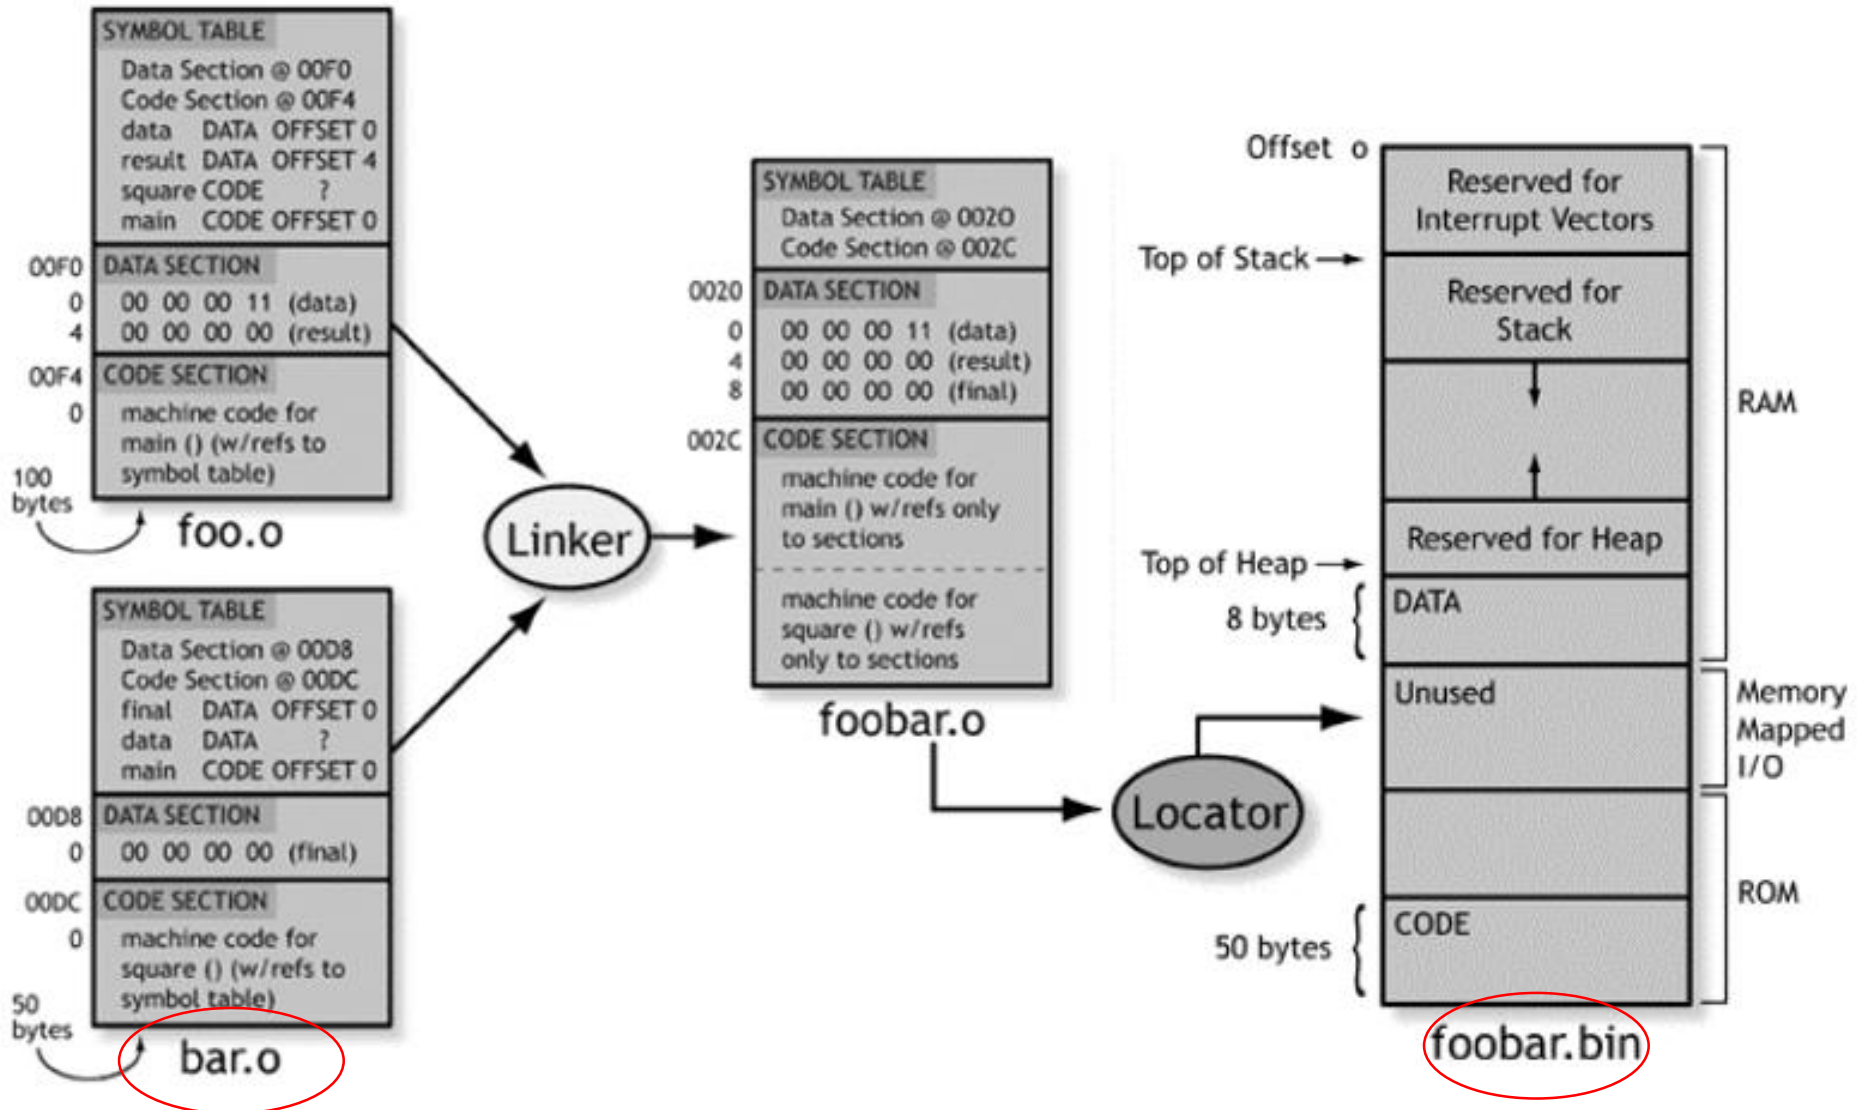 SYMBOL TABLE
Data Section @ 00F0
Code Section @ 00F4
data DATA OFFSET 0
result DATA OFFSET 4
square CODE ?
main CODE OFFSET 0
00F0 DATA SECTION
0 00 00 00 11 (data)
4 00 00 00 00 (result)
00F4 CODE SECTION
0 machine code for
main () (w/refs to
symbol table)
100
bytes
foo.o
SYMBOL TABLE
Data Section @ 00D8
Code Section @ 00DC
final DATA OFFSET 0
data DATA ?
main CODE OFFSET 0
00D8 DATA SECTION
0 00 00 00 00 (final)
00DC CODE SECTION
0 machine code for
square () (w/refs to
symbol table)
50
bytes
bar.o
Linker
SYMBOL TABLE
Data Section @ 0020
Code Section @ 002C
0020 DATA SECTION
0 00 00 00 11 (data)
4 00 00 00 00 (result)
8 00 00 00 00 (final)
002C CODE SECTION
machine code for
main () w/refs only
to sections
machine code for
square () w/refs
only to sections
foobar.o
Locator
Offset o
Reserved for
Interrupt Vectors
Top of Stack
Reserved for
Stack
RAM
Reserved for Heap
Top of Heap
DATA
8 bytes
Unused
Memory
Mapped
I/O
ROM
CODE
50 bytes
foobar.bin